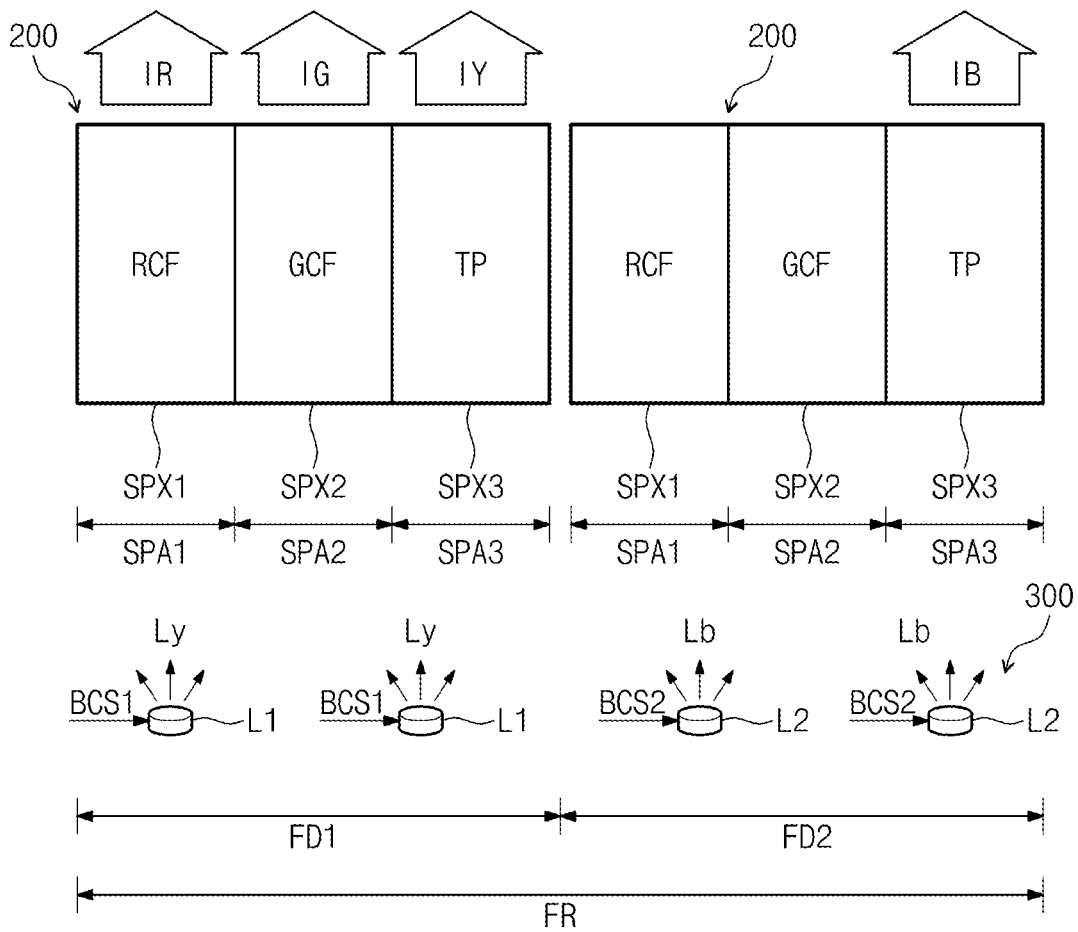 200 IR IG IY 200 IB
RCF GCF TP RCF GCF TP
SPX1 SPX2 SPX3 SPX1 SPX2 SPX3
SPA1 SPA2 SPA3 SPA1 SPA2 SPA3
300
Ly Ly Lb Lb
BCS1 L1 BCS1 L1 BCS2 L2 BCS2 L2
FD1 FD2
FR